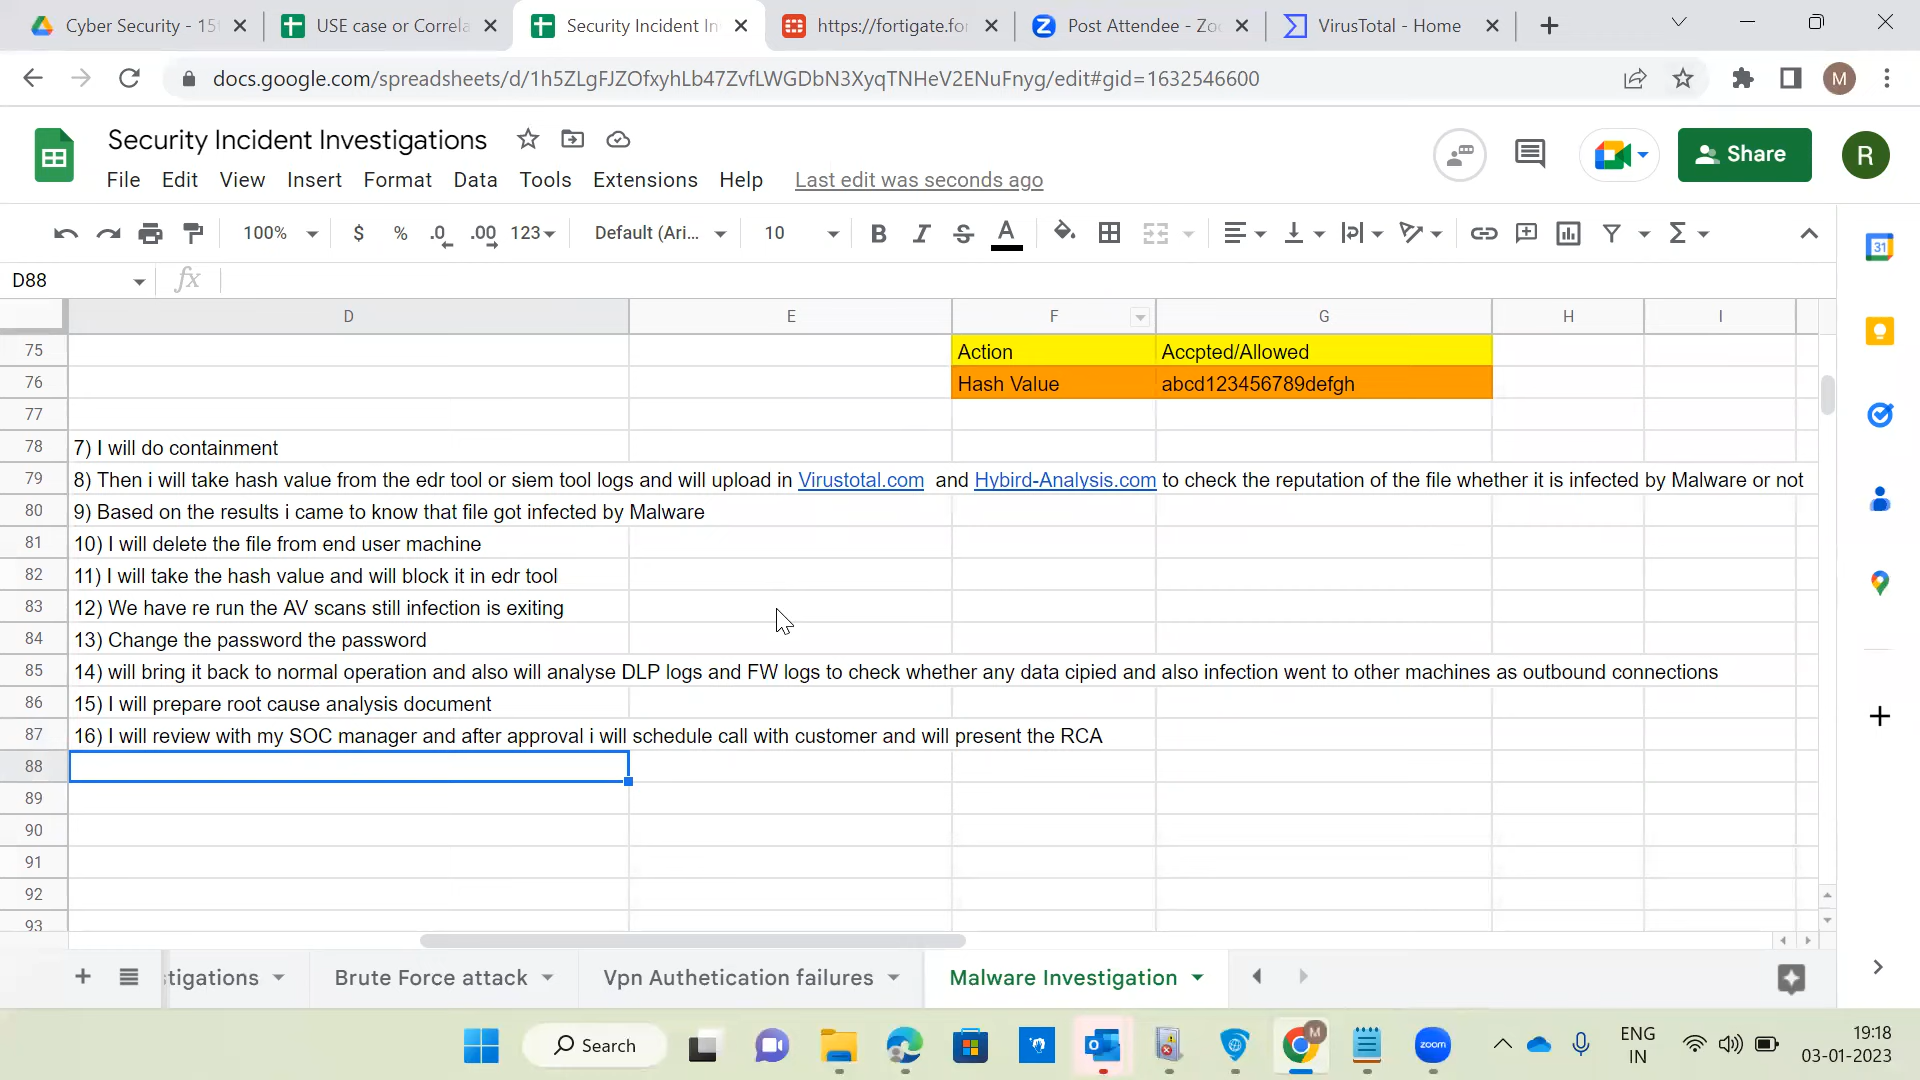 Cyber Security - 15t
USE case or Correla
Security Incident In
https://fortigate.for
Post Attendee - Zo
VirusTotal - Home
docs.google.com/spreadsheets/d/1h5ZLgFJZOfxyhLb47ZvfLWGDbN3XyqTNHeV2ENuFnyg/edit#gid=1632546600
M
Security Incident Investigations
Share
R
File Edit View Insert Format Data Tools Extensions Help Last edit was seconds ago
100% $ % .0 .00 123 Default (Ari... 10 B I S A
31
D88 fx
D E F G H I
75 Action Accpted/Allowed
76 Hash Value abcd123456789defgh
77
78 7) I will do containment
79 8) Then i will take hash value from the edr tool or siem tool logs and will upload in Virustotal.com and Hybird-Analysis.com to check the reputation of the file whether it is infected by Malware or not
80 9) Based on the results i came to know that file got infected by Malware
81 10) I will delete the file from end user machine
82 11) I will take the hash value and will block it in edr tool
83 12) We have re run the AV scans still infection is exiting
84 13) Change the password the password
85 14) will bring it back to normal operation and also will analyse DLP logs and FW logs to check whether any data cipied and also infection went to other machines as outbound connections
86 15) I will prepare root cause analysis document
87 16) I will review with my SOC manager and after approval i will schedule call with customer and will present the RCA
88
89
90
91
92
93
tigations Brute Force attack Vpn Authetication failures Malware Investigation
Search
zoom
M
ENG
IN
19:18
03-01-2023